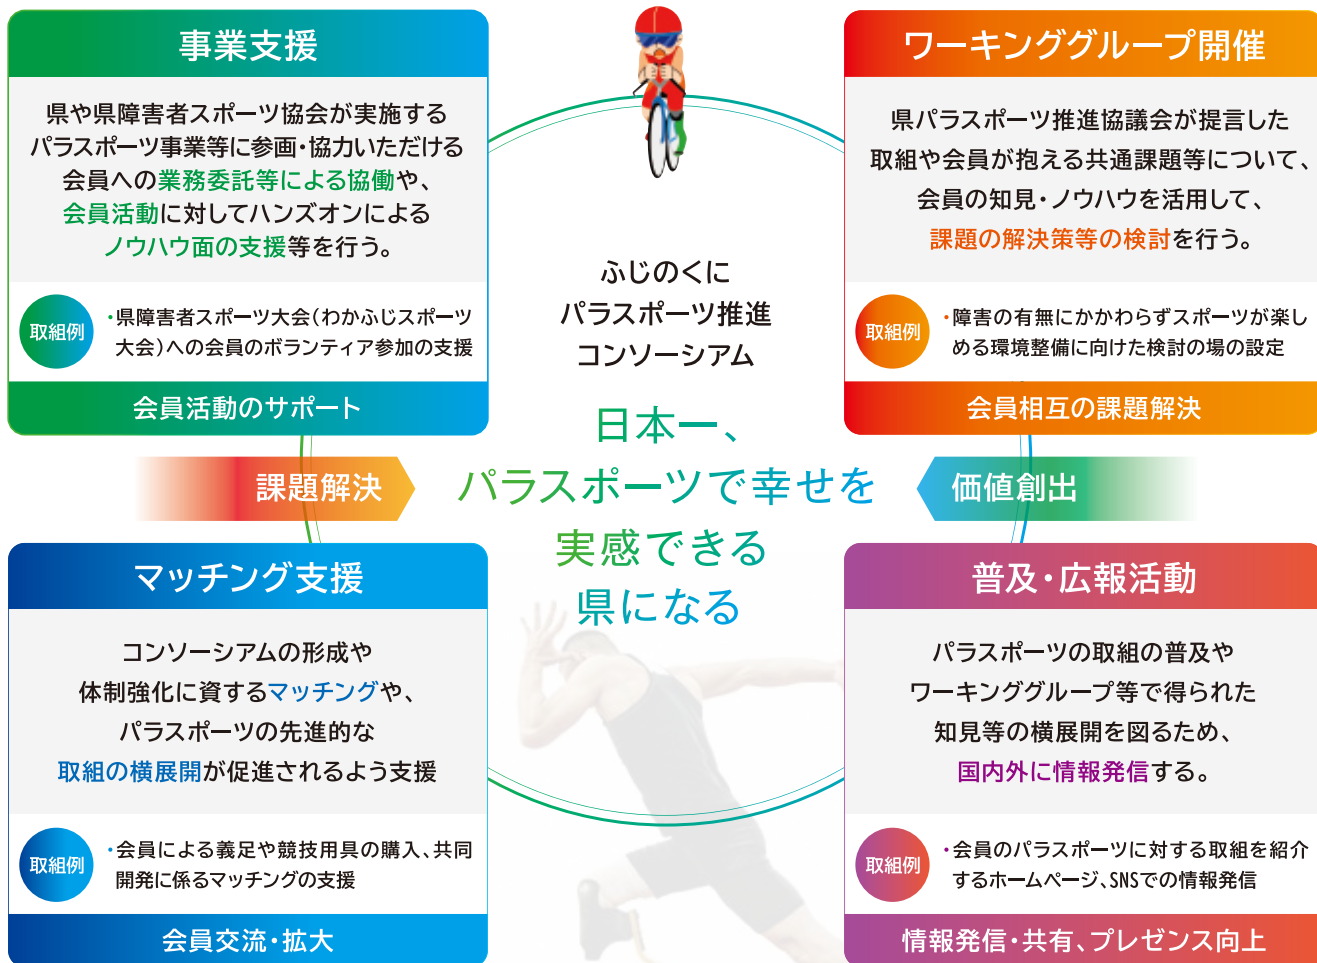 事業支援
県や県障害者スポーツ協会が実施する
パラスポーツ事業等に参画・協力いただける
会員への業務委託等による協働や、
会員活動に対してハンズオンによる
ノウハウ面の支援等を行う。
取組例
・県障害者スポーツ大会(わかふじスポーツ
大会)への会員のボランティア参加の支援
会員活動のサポート
ワーキンググループ開催
県パラスポーツ推進協議会が提言した
取組や会員が抱える共通課題等について、
会員の知見・ノウハウを活用して、
課題の解決策等の検討を行う。
取組例
・障害の有無にかかわらずスポーツが楽し
める環境整備に向けた検討の場の設定
会員相互の課題解決
ふじのくに
パラスポーツ推進
コンソーシアム
日本一、
パラスポーツで幸せを
実感できる
県になる
課題解決
価値創出
マッチング支援
コンソーシアムの形成や
体制強化に資するマッチングや、
パラスポーツの先進的な
取組の横展開が促進されるよう支援
取組例
・会員による義足や競技用具の購入、共同
開発に係るマッチングの支援
会員交流・拡大
普及・広報活動
パラスポーツの取組の普及や
ワーキンググループ等で得られた
知見等の横展開を図るため、
国内外に情報発信する。
取組例
・会員のパラスポーツに対する取組を紹介
するホームページ、SNSでの情報発信
情報発信・共有、プレゼンス向上